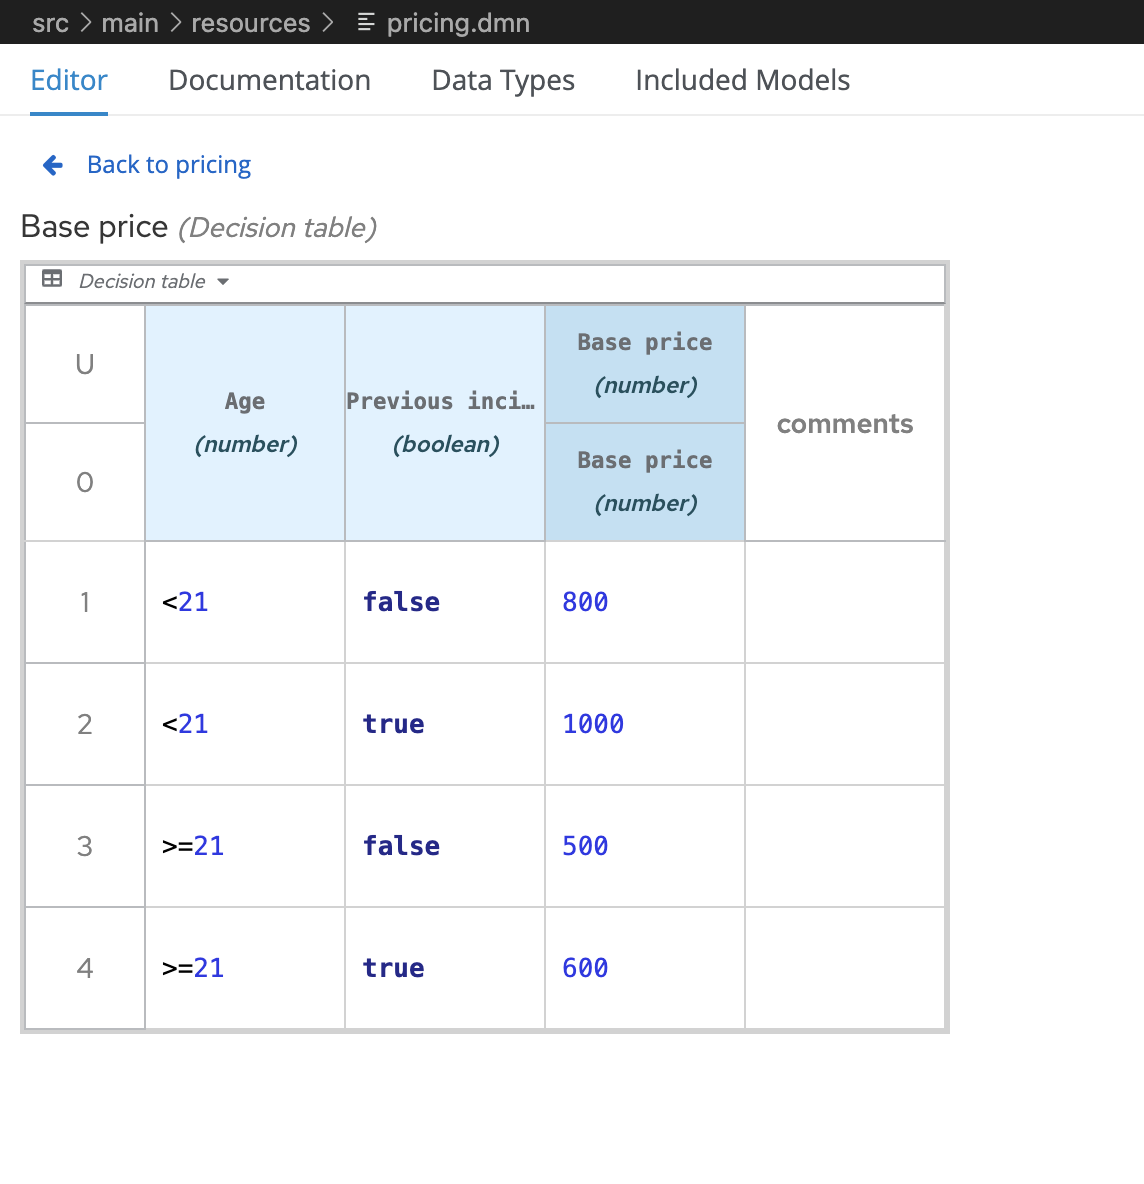 src > main > resources > pricing.dmn
Editor Documentation Data Types Included Models
Back to pricing
Base price (Decision table)
Decision table
U Age (number) Previous inci… (boolean) Base price (number) comments
0 Base price (number)
1 <21 false 800
2 <21 true 1000
3 >=21 false 500
4 >=21 true 600